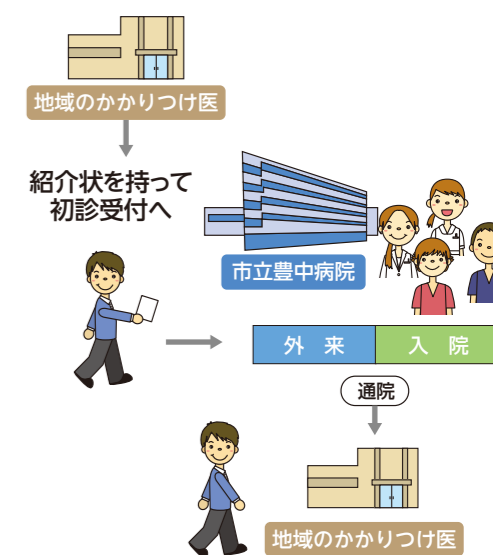 地域のかかりつけ医
紹介状を持って
初診受付へ
市立豊中病院
外来
入院
通院
地域のかかりつけ医